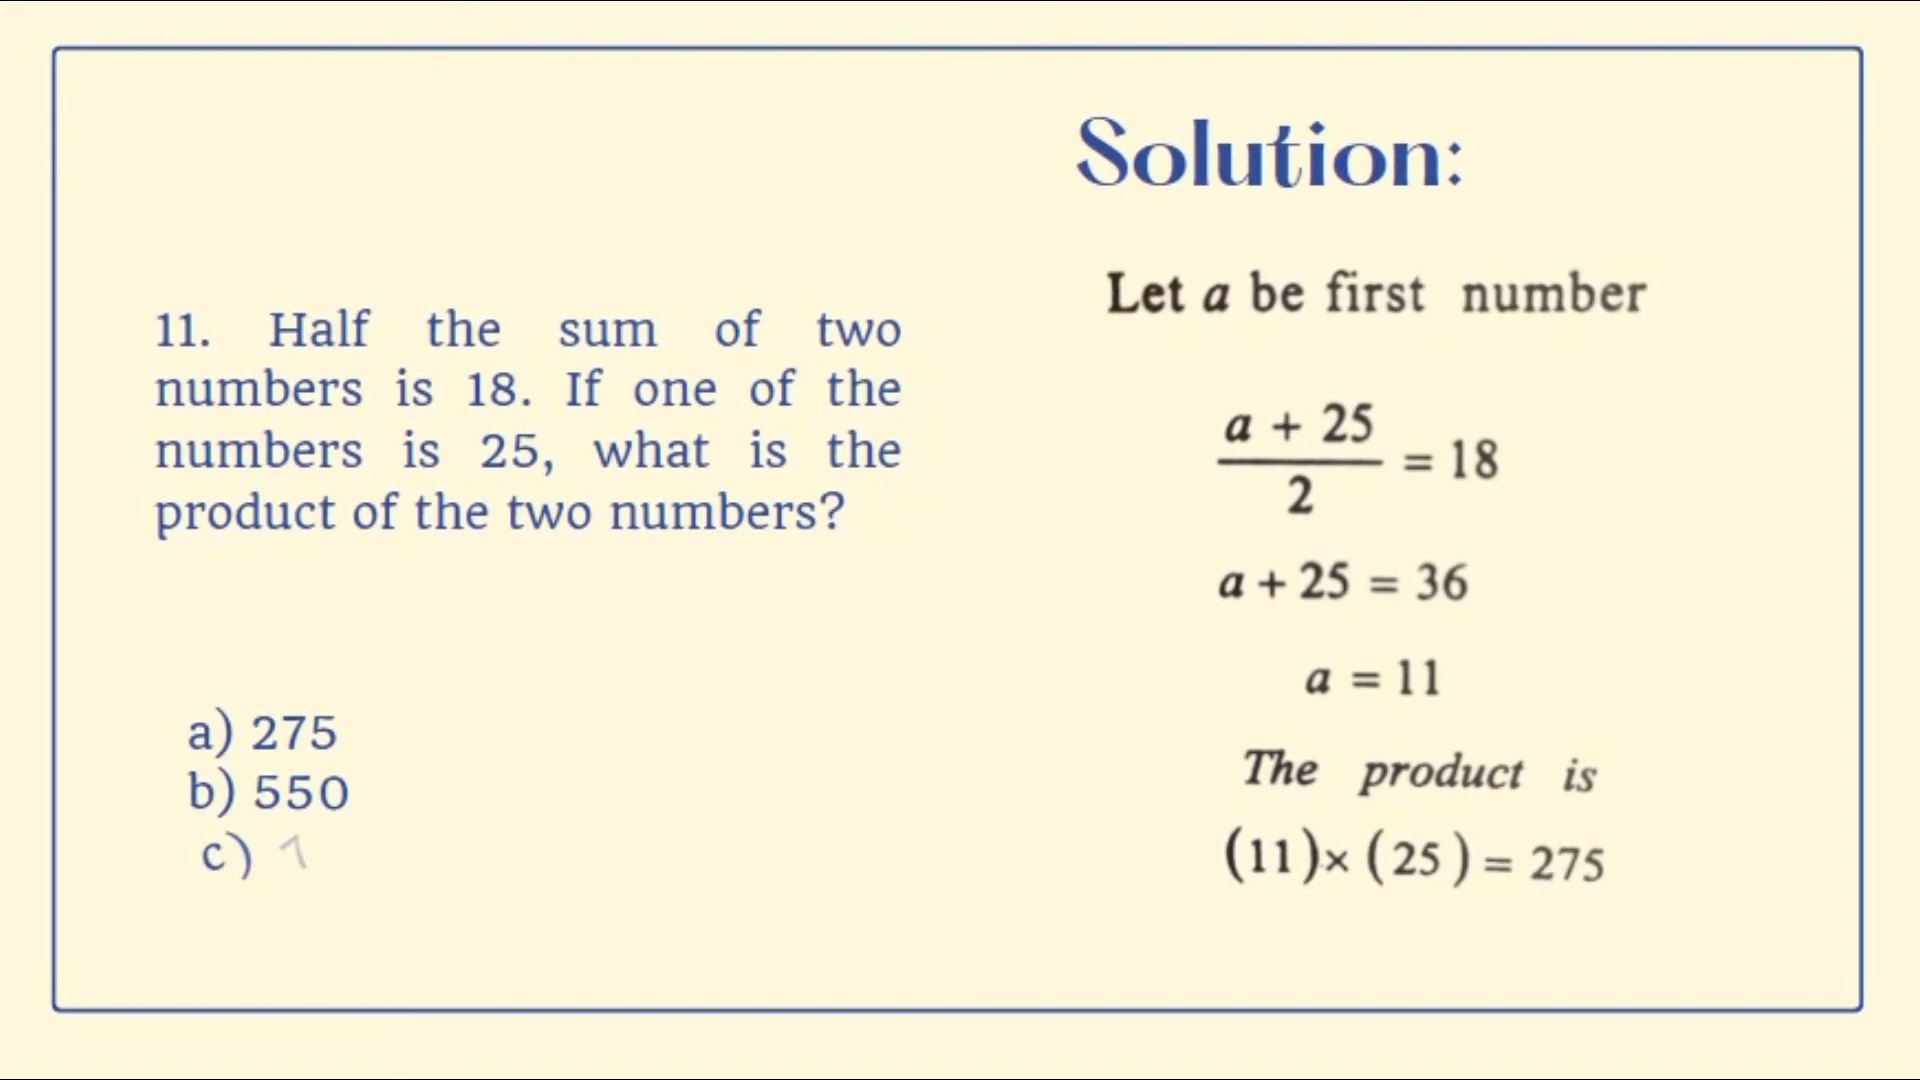 11. Half the sum of two
numbers is 18. If one of the
numbers is 25, what is the
product of the two numbers?
a) 275
b) 550
c)
Solution:
Let a be first number
a + 25
2
= 18
a + 25 = 36
a = 11
The product is
(11)× (25) = 275